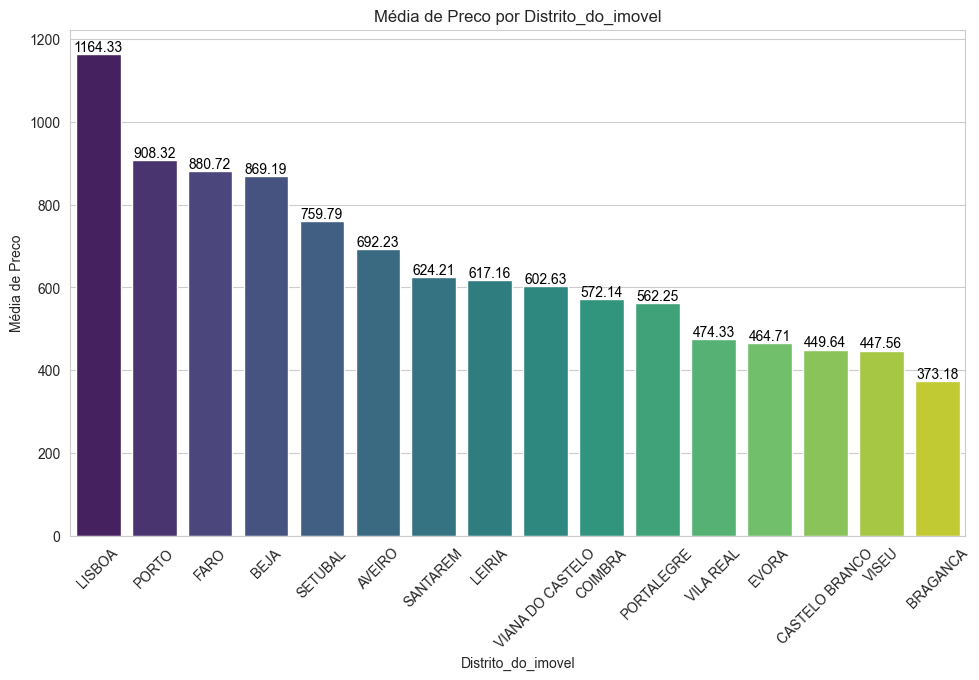 Média de Preco por Distrito_do_imovel
Média de Preco
1200
1000
800
600
400
200
0
1164.33
908.32
880.72
869.19
759.79
692.23
624.21
617.16
602.63
572.14
562.25
474.33
464.71
449.64
447.56
373.18
LISBOA
PORTO
FARO
BEJA
SETUBAL
AVEIRO
SANTAREM
LEIRIA
VIANA DO CASTELO
COIMBRA
PORTALEGRE
VILA REAL
EVORA
CASTELO BRANCO
VISEU
BRAGANCA
Distrito_do_imovel